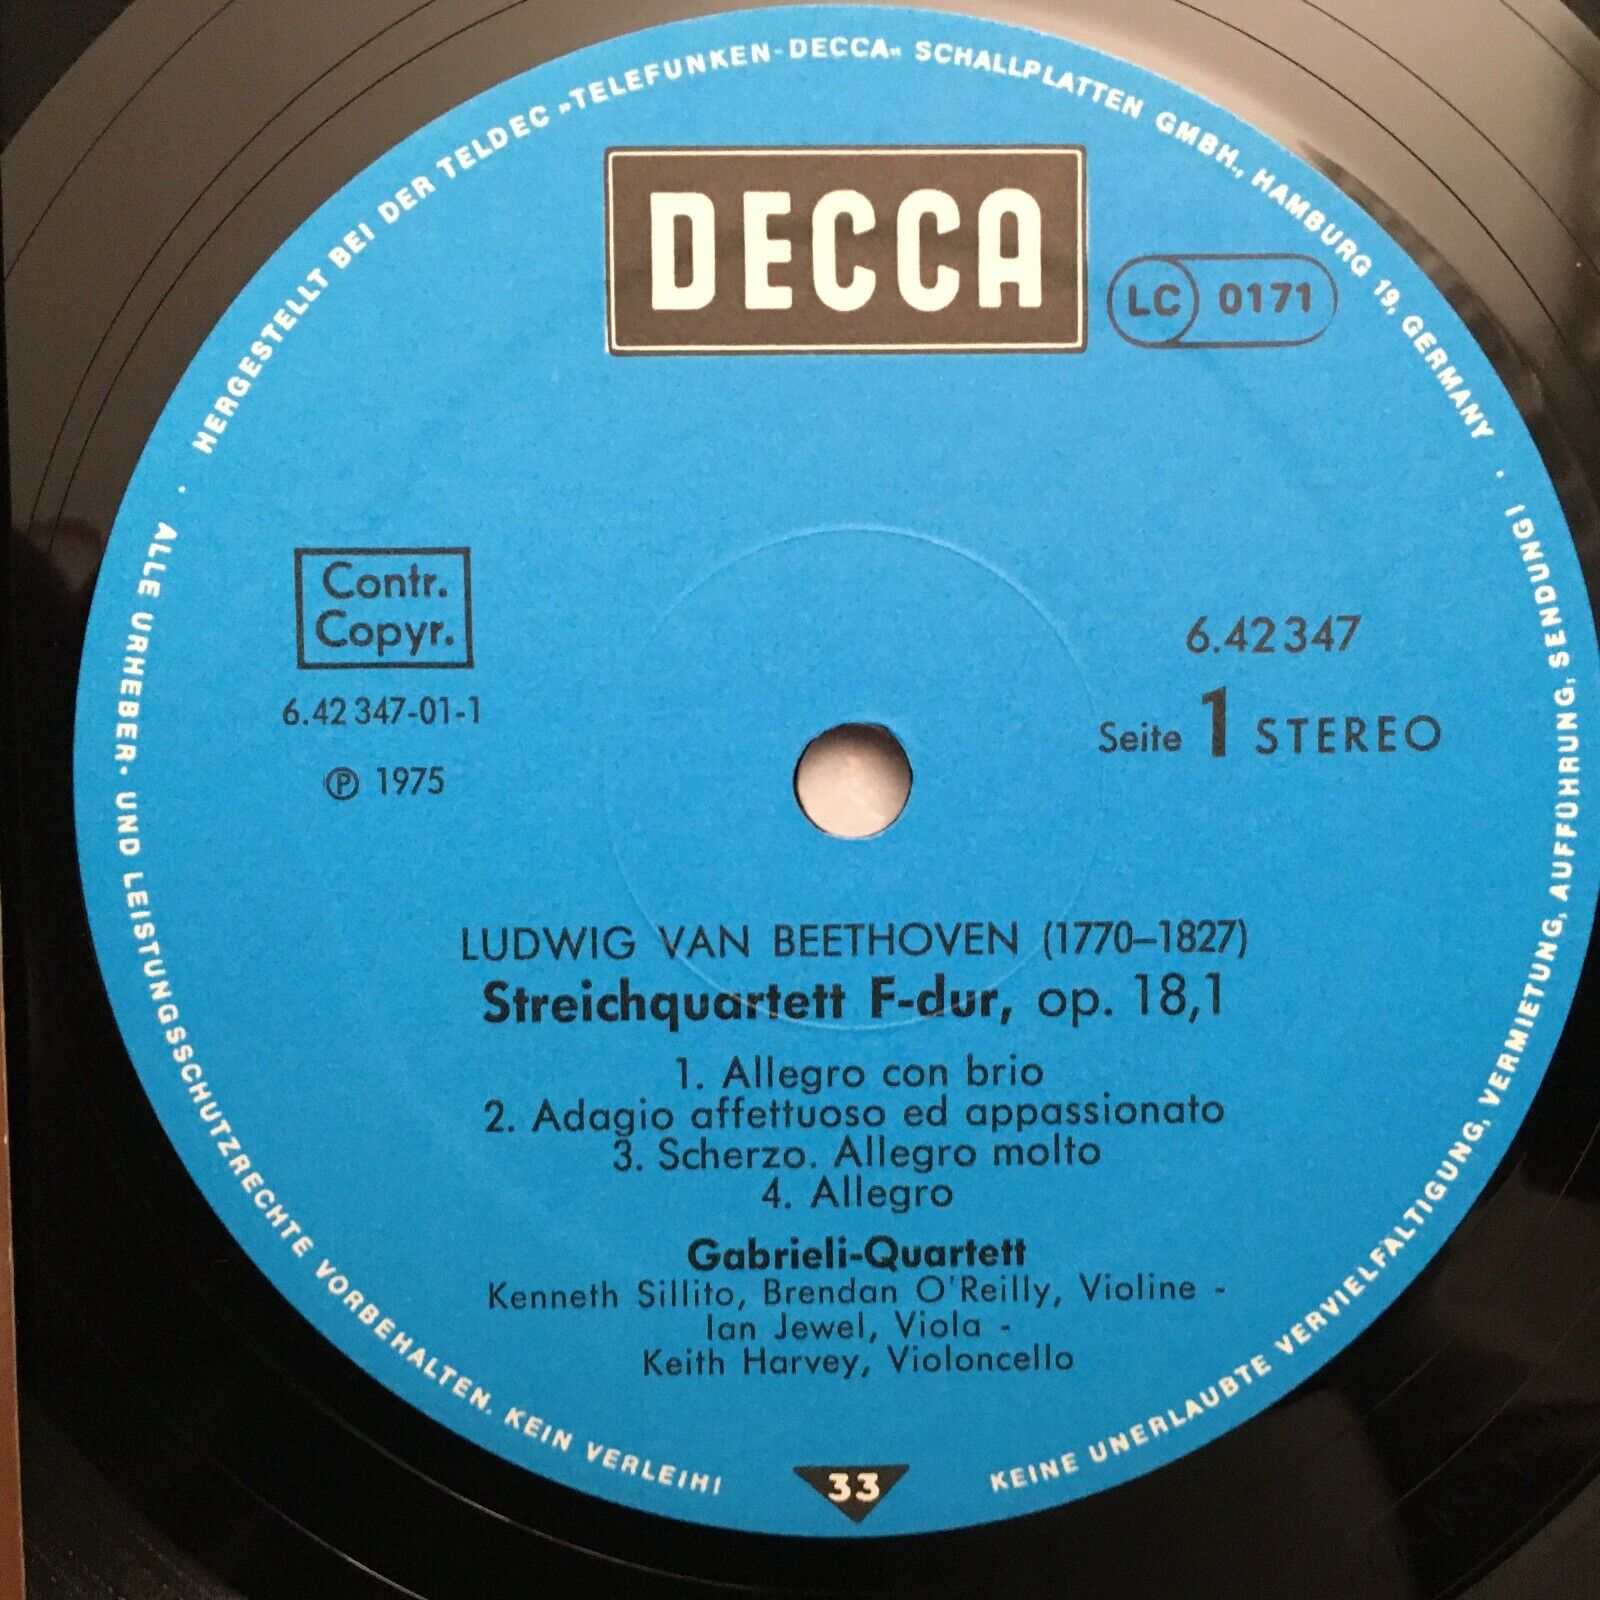 HERGESTELLT BEI DER TELDEC »TELEFUNKEN-DECCA« SCHALLPLATTEN GMBH., HAMBURG 19, GERMANY ·
DECCA
LC 0171
Contr.
Copyr.
6.42 347-01-1
℗ 1975
6.42 347
Seite 1 STEREO
LUDWIG VAN BEETHOVEN (1770–1827)
Streichquartett F-dur, op. 18,1
1. Allegro con brio
2. Adagio affettuoso ed appassionato
3. Scherzo. Allegro molto
4. Allegro
Gabrieli-Quartett
Kenneth Sillito, Brendan O'Reilly, Violine -
Ian Jewel, Viola -
Keith Harvey, Violoncello
· ALLE URHEBER- UND LEISTUNGSSCHUTZRECHTE VORBEHALTEN. KEIN VERLEIH!
33
KEINE UNERLAUBTE VERVIELFÄLTIGUNG, VERMIETUNG, AUFFÜHRUNG, SENDUNG!